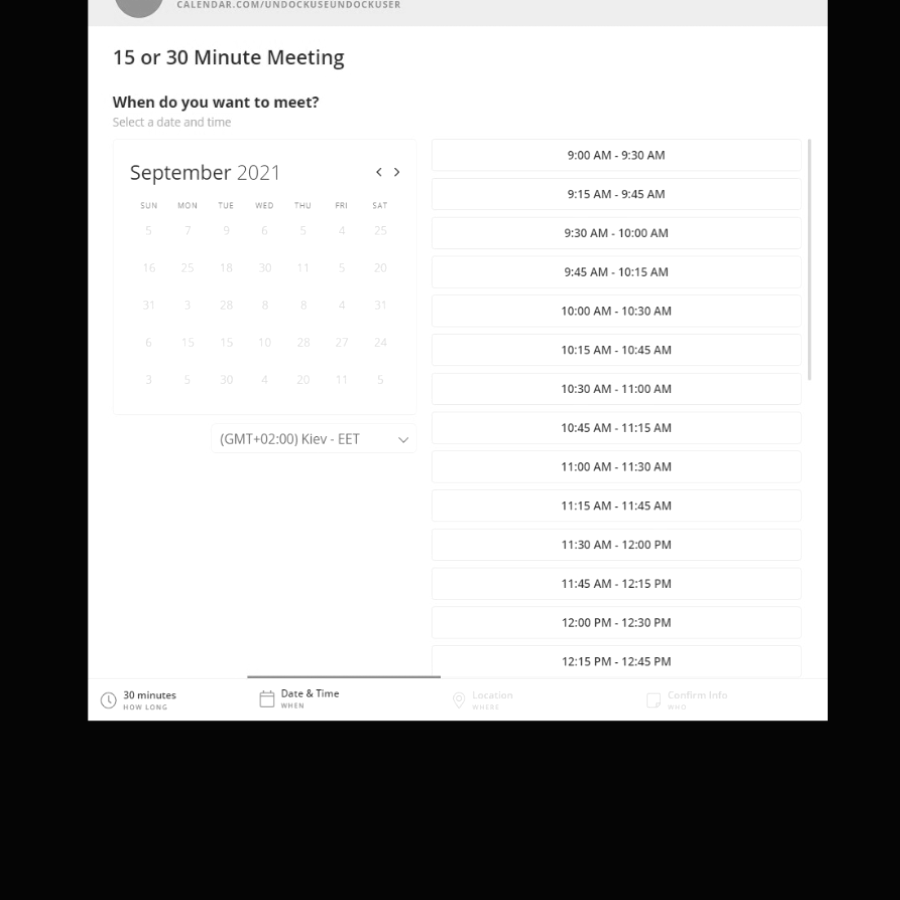 CALENDAR.COM/UNDOCKUSEUNDOCKUSER
15 or 30 Minute Meeting
When do you want to meet?
Select a date and time
September 2021
SUN MON TUE WED THU FRI SAT
5 7 9 6 5 4 25
16 25 18 30 11 5 20
31 3 28 8 8 4 31
6 15 15 10 28 27 24
3 5 30 4 20 11 5
(GMT+02:00) Kiev - EET
9:00 AM - 9:30 AM
9:15 AM - 9:45 AM
9:30 AM - 10:00 AM
9:45 AM - 10:15 AM
10:00 AM - 10:30 AM
10:15 AM - 10:45 AM
10:30 AM - 11:00 AM
10:45 AM - 11:15 AM
11:00 AM - 11:30 AM
11:15 AM - 11:45 AM
11:30 AM - 12:00 PM
11:45 AM - 12:15 PM
12:00 PM - 12:30 PM
12:15 PM - 12:45 PM
30 minutes
HOW LONG
Date & Time
WHEN
Location
WHERE
Confirm Info
WHO